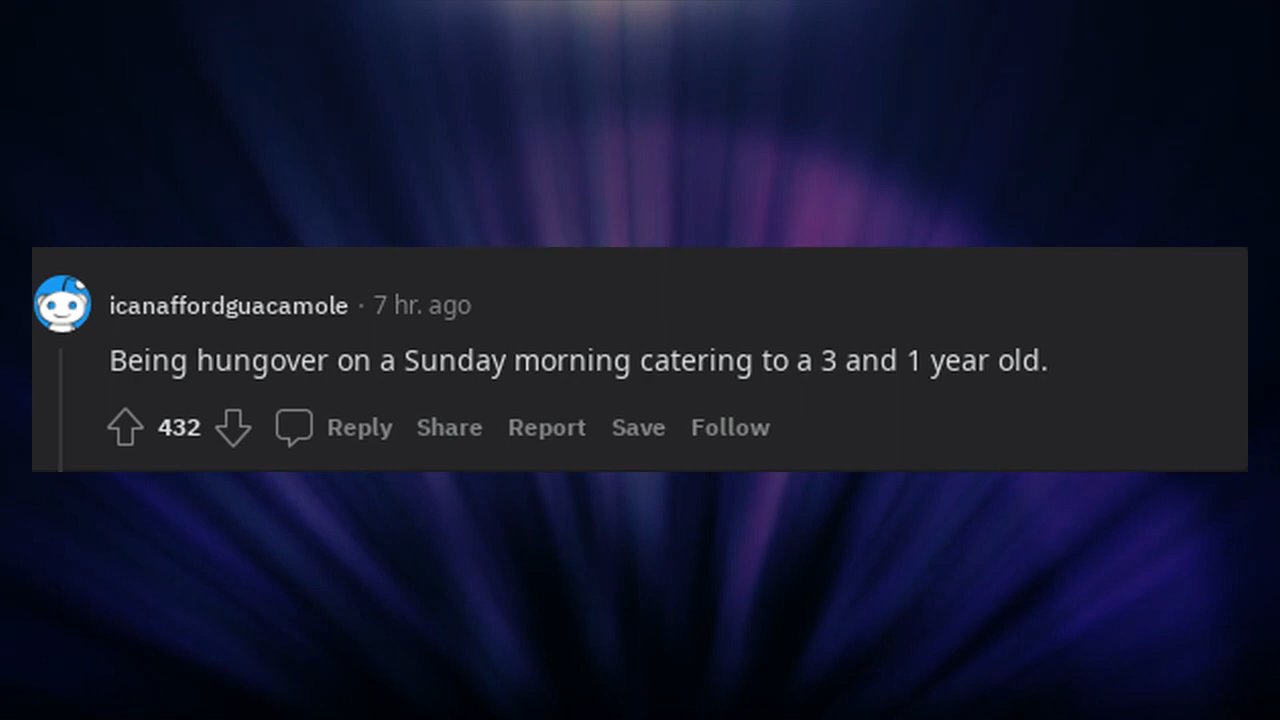 icanaffordguacamole · 7 hr. ago
Being hungover on a Sunday morning catering to a 3 and 1 year old.
432 Reply Share Report Save Follow